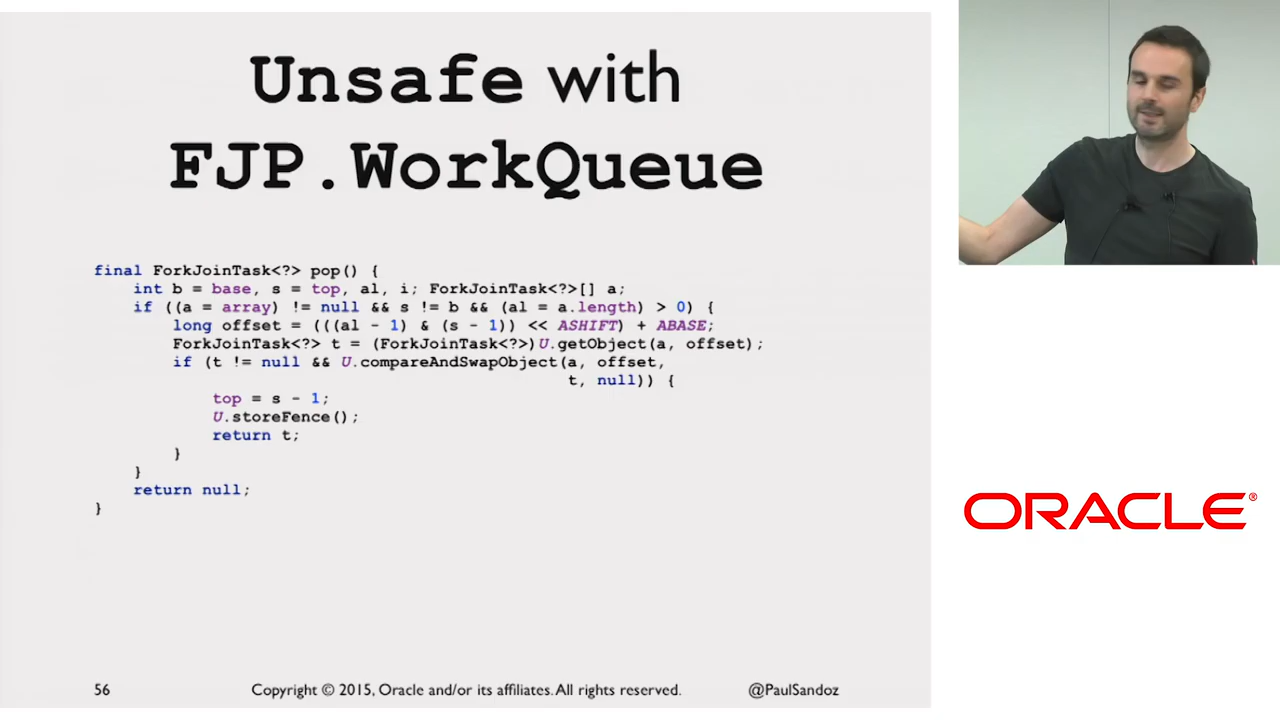 Unsafe with
FJP.WorkQueue
final ForkJoinTask<?> pop() {
int b = base, s = top, al, i; ForkJoinTask<?>[] a;
if ((a = array) != null && s != b && (al = a.length) > 0) {
long offset = (((al - 1) & (s - 1)) << ASHIFT) + ABASE;
ForkJoinTask<?> t = (ForkJoinTask<?>)U.getObject(a, offset);
if (t != null && U.compareAndSwapObject(a, offset,
t, null)) {
top = s - 1;
U.storeFence();
return t;
}
}
return null;
}
56 Copyright © 2015, Oracle and/or its affiliates. All rights reserved. @PaulSandoz
ORACLE®